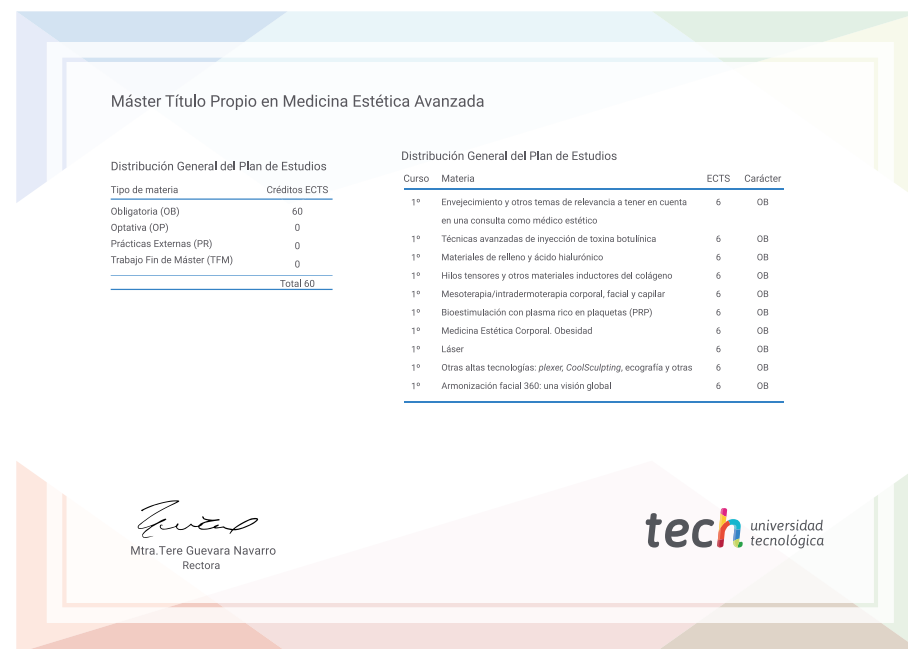 Máster Título Propio en Medicina Estética Avanzada
Distribución General del Plan de Estudios
Tipo de materia Créditos ECTS
Obligatoria (OB) 60
Optativa (OP) 0
Prácticas Externas (PR) 0
Trabajo Fin de Máster (TFM) 0
Total 60
Distribución General del Plan de Estudios
Curso Materia ECTS Carácter
1º Envejecimiento y otros temas de relevancia a tener en cuenta 6 OB
en una consulta como médico estético
1º Técnicas avanzadas de inyección de toxina botulínica 6 OB
1º Materiales de relleno y ácido hialurónico 6 OB
1º Hilos tensores y otros materiales inductores del colágeno 6 OB
1º Mesoterapia/intradermoterapia corporal, facial y capilar 6 OB
1º Bioestimulación con plasma rico en plaquetas (PRP) 6 OB
1º Medicina Estética Corporal. Obesidad 6 OB
1º Láser 6 OB
1º Otras altas tecnologías: plexer, CoolSculpting, ecografía y otras 6 OB
1º Armonización facial 360: una visión global 6 OB
Mtra.Tere Guevara Navarro
Rectora
tech universidad
tecnológica